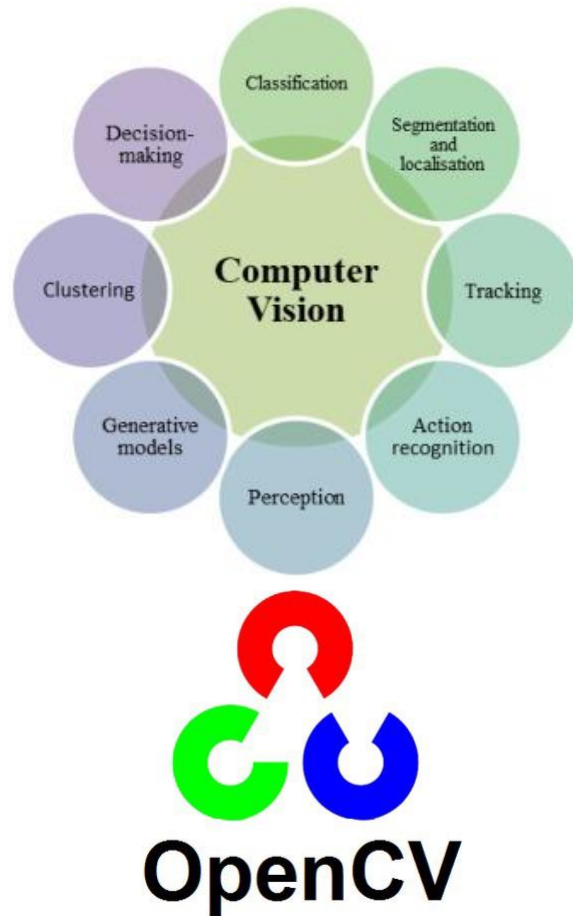 Classification
Segmentation
and
localisation
Tracking
Action
recognition
Perception
Generative
models
Clustering
Decision-
making
Computer
Vision
OpenCV